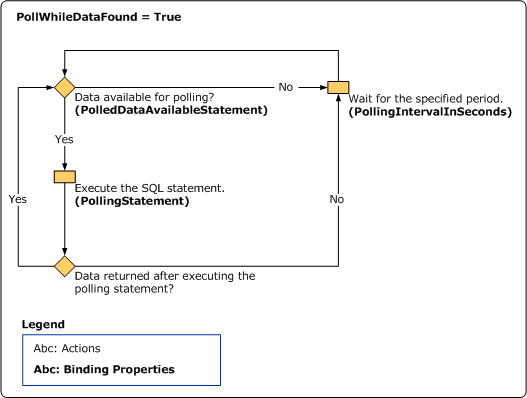 PollWhileDataFound = True
Data available for polling?
(PolledDataAvailableStatement)
No
Wait for the specified period.
(PollingIntervalInSeconds)
Yes
Execute the SQL statement.
(PollingStatement)
Yes
No
Data returned after executing the
polling statement?
Legend
Abc: Actions
Abc: Binding Properties